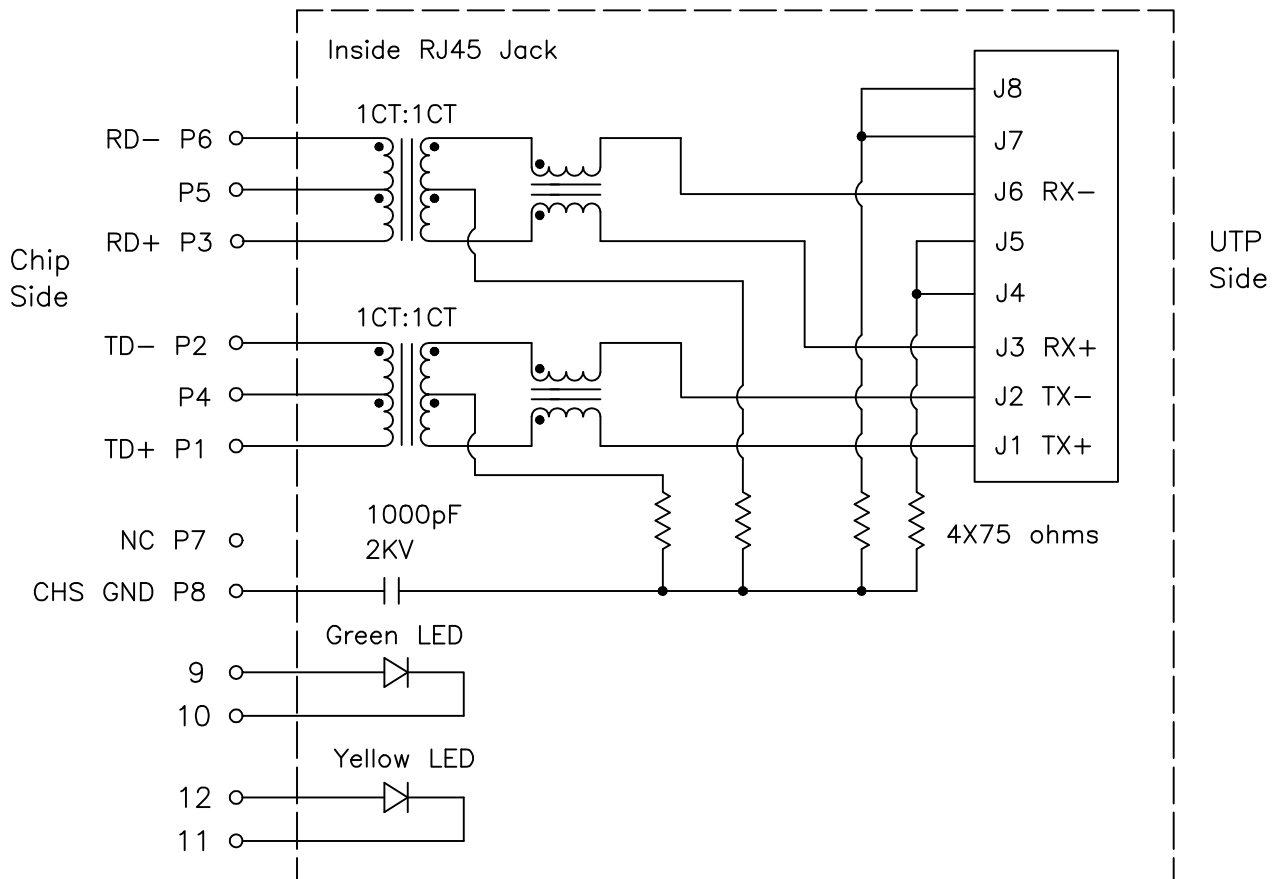 Inside RJ45 Jack
1CT:1CT
RD- P6
P5
RD+ P3
Chip
Side
1CT:1CT
TD- P2
P4
TD+ P1
NC P7
1000pF
2KV
CHS GND P8
Green LED
9
10
Yellow LED
12
11
J8
J7
J6 RX-
J5
J4
J3 RX+
J2 TX-
J1 TX+
4X75 ohms
UTP
Side